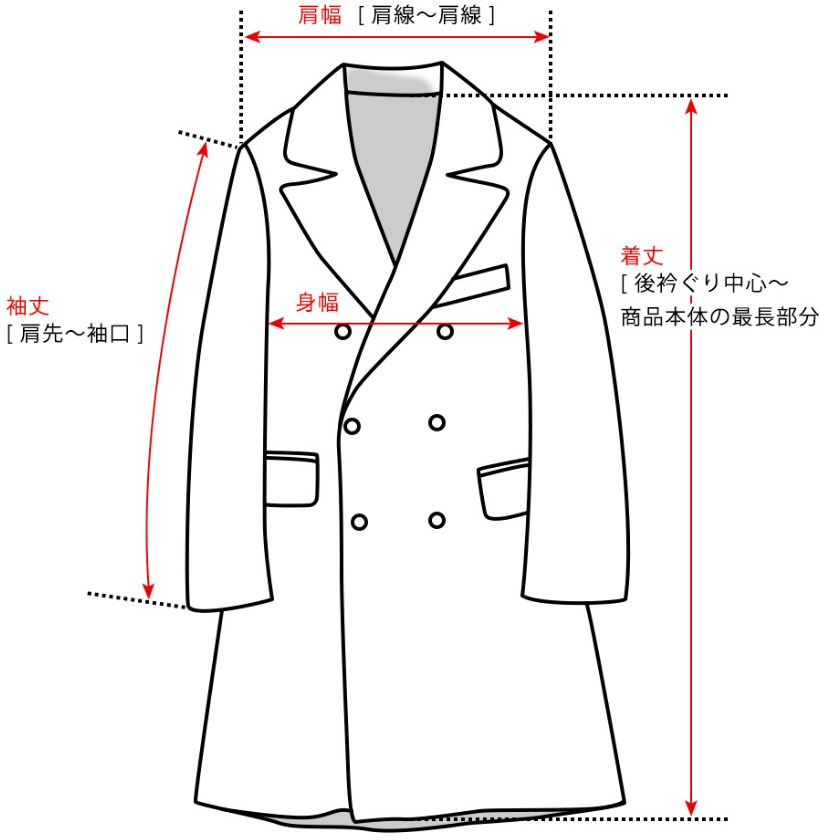 肩幅 [ 肩線～肩線 ]
着丈
[ 後衿ぐり中心～
商品本体の最長部分
身幅
袖丈
[ 肩先～袖口 ]